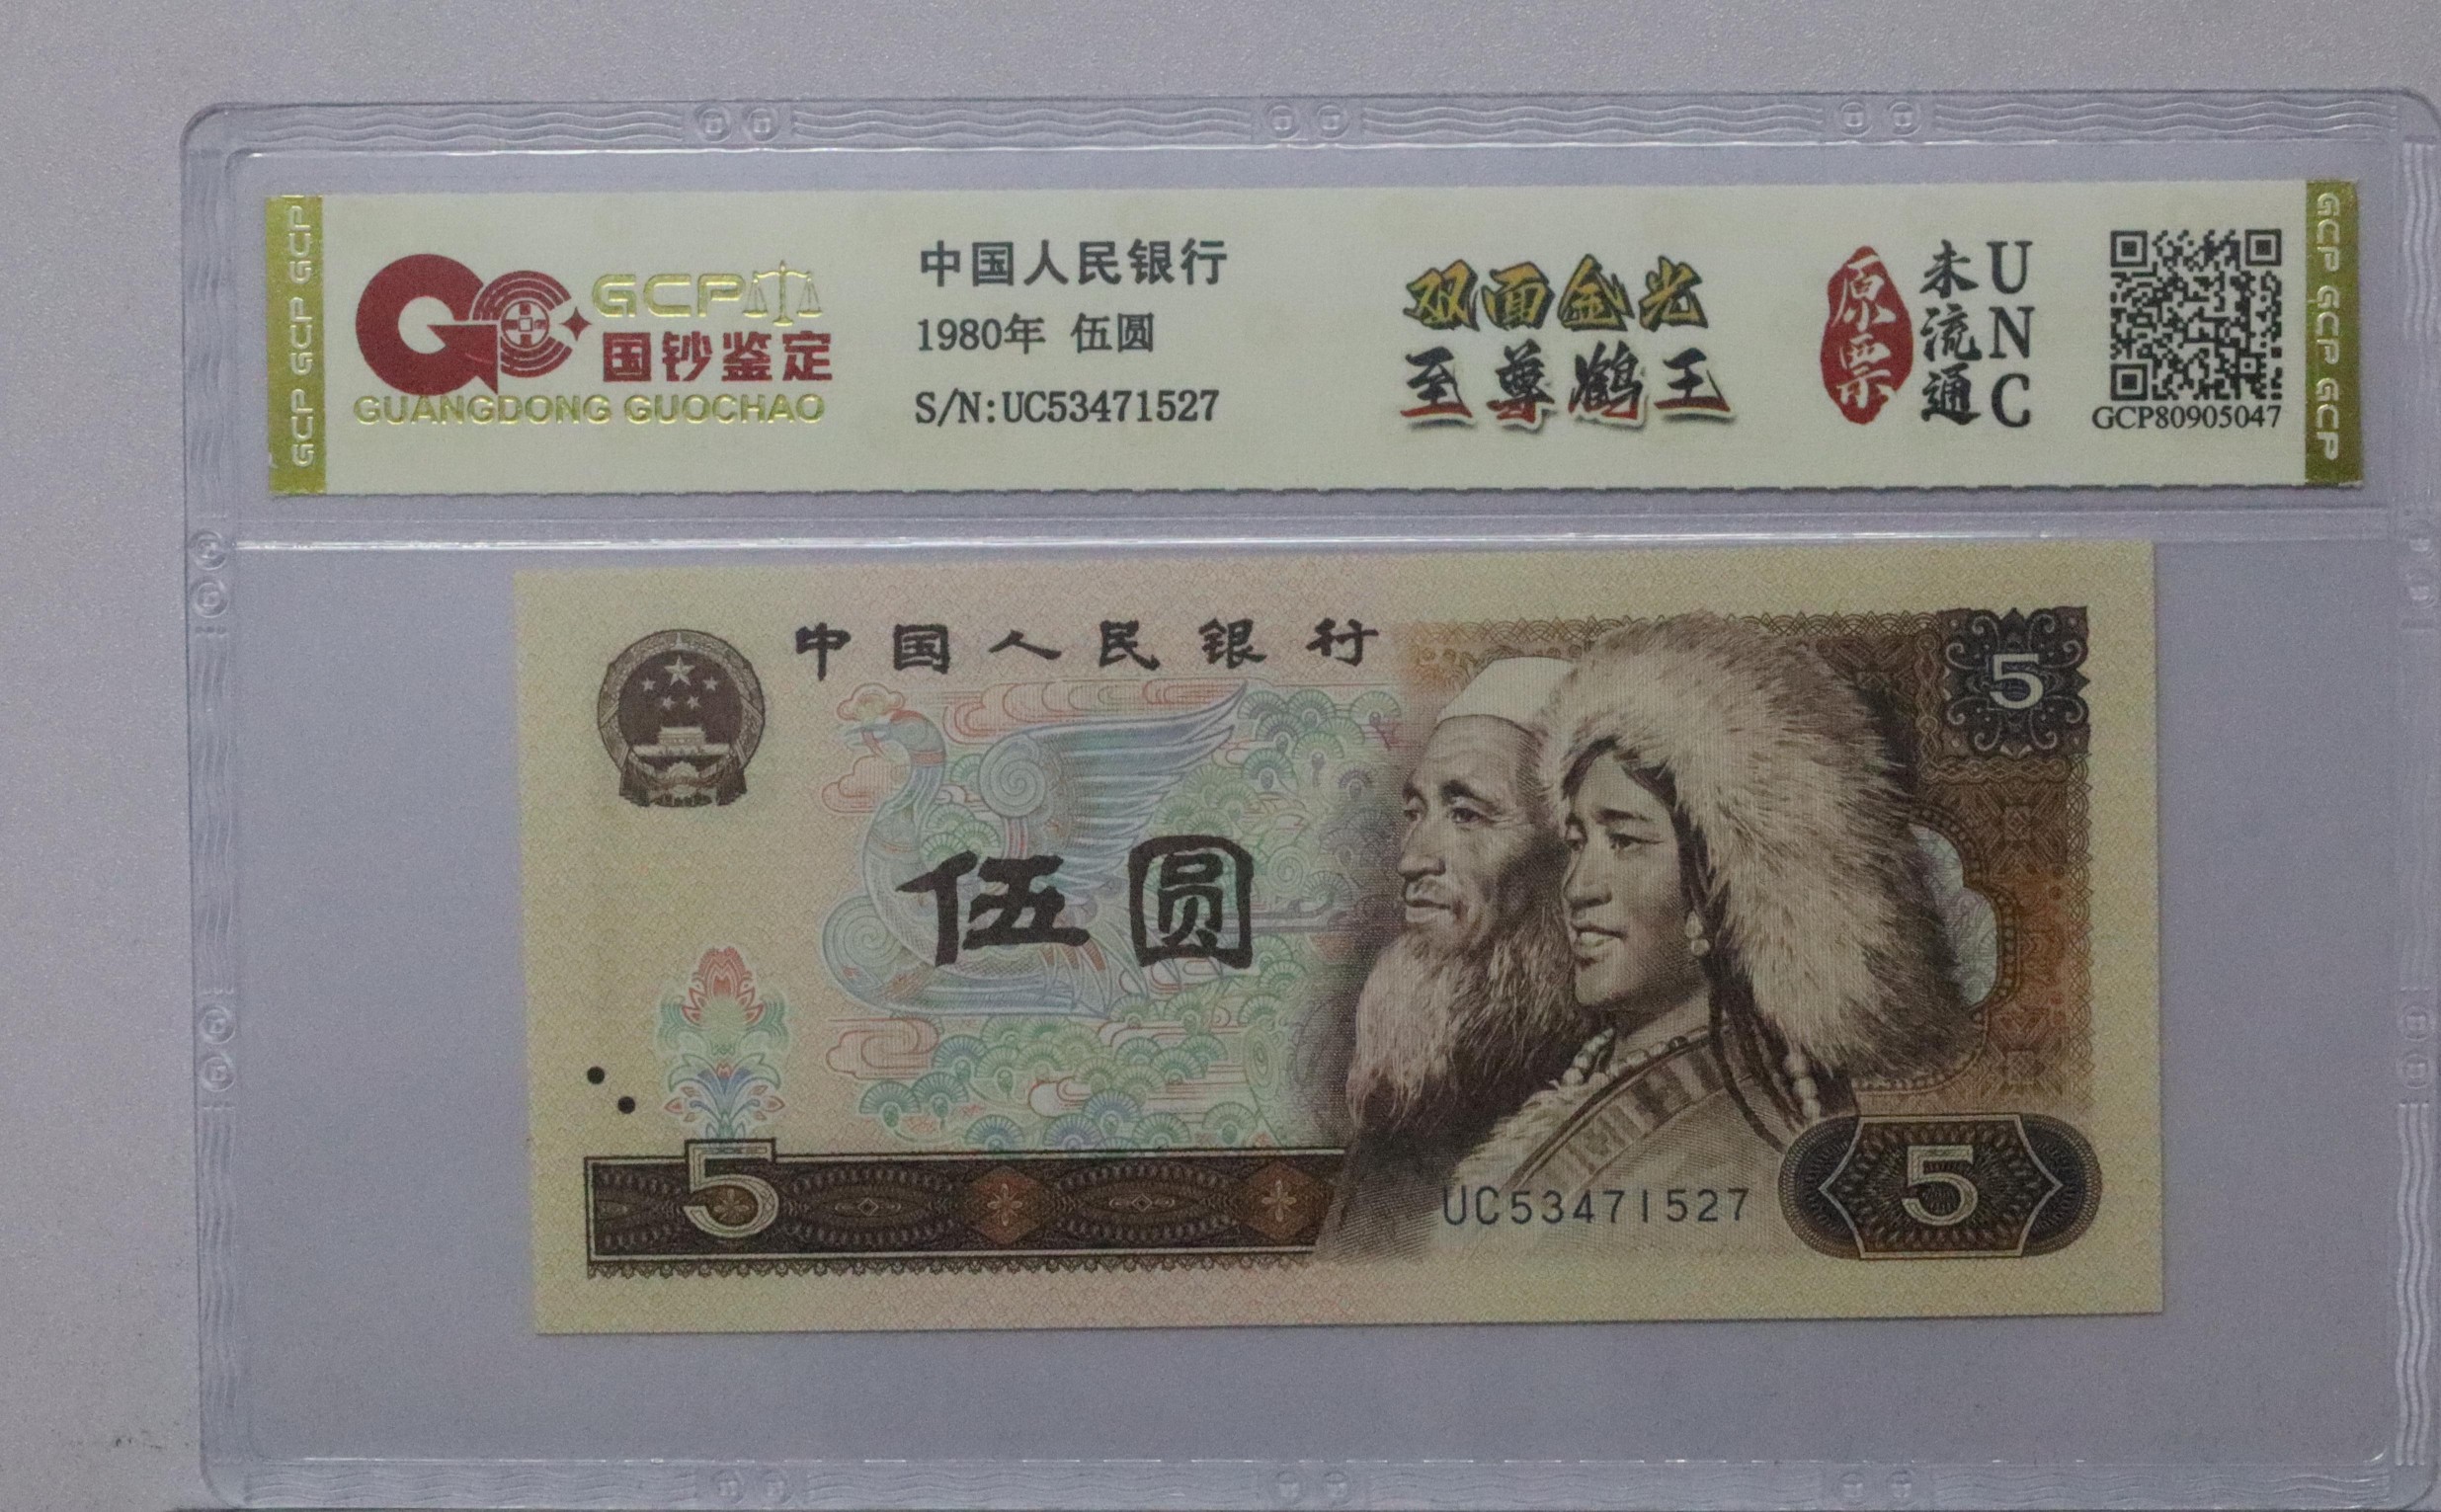 GCP GCP GCP
GCP
国钞鉴定
GUANGDONG GUOCHAO
中国人民银行
1980年 伍圆
S/N:UC53471527
双面金光
至尊鹤王
原票
未流通
UNC
GCP80905047
GCP GCP GCP
中国人民银行
5
伍圆
5
UC53471527
5